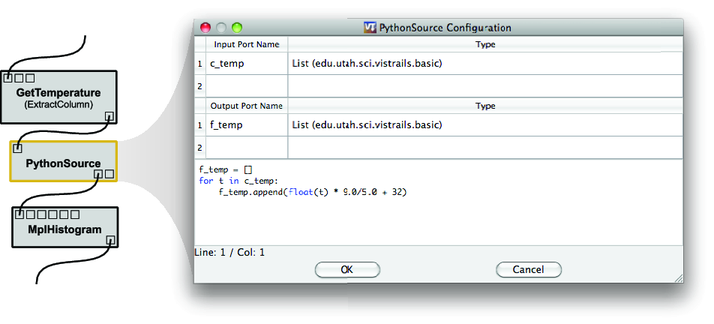 GetTemperature
(ExtractColumn)
PythonSource
MplHistogram
VT PythonSource Configuration
Input Port Name Type
1 c_temp List (edu.utah.sci.vistrails.basic)
2
Output Port Name Type
1 f_temp List (edu.utah.sci.vistrails.basic)
2
f_temp = []
for t in c_temp:
    f_temp.append(float(t) * 9.0/5.0 + 32)
Line: 1 / Col: 1
OK Cancel